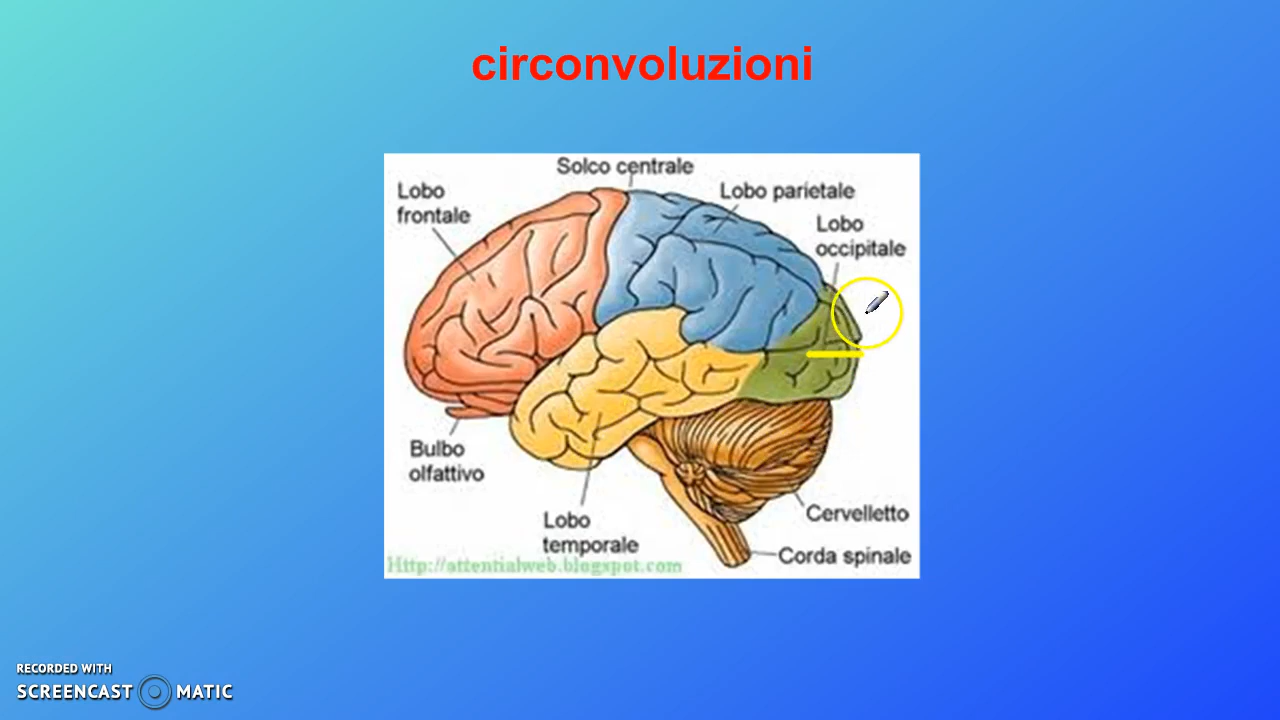 circonvoluzioni
Solco centrale
Lobo
frontale
Lobo parietale
Lobo
occipitale
Bulbo
olfattivo
Lobo
temporale
Cervelletto
Corda spinale
Http://attentialweb.blogspot.com
RECORDED WITH
SCREENCAST MATIC